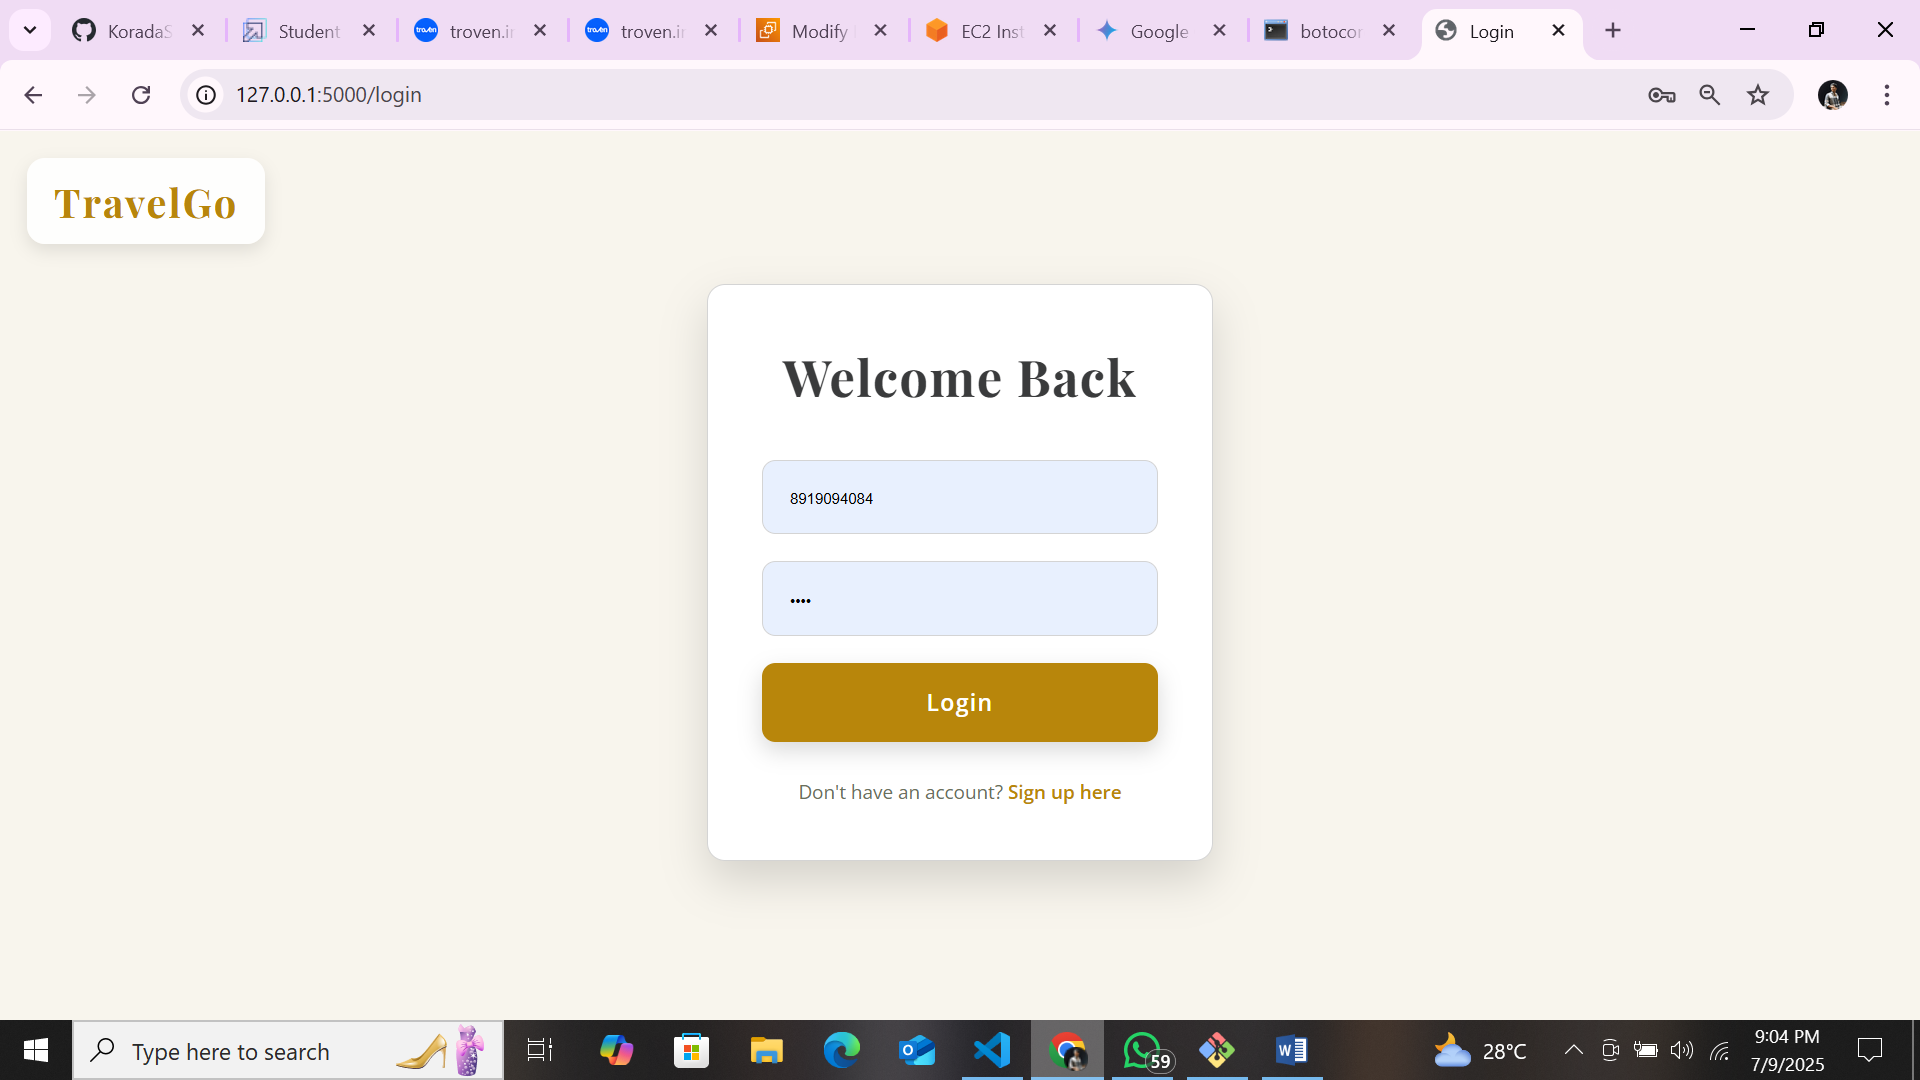 KoradaS
Student
troven.in
troven.in
Modify
EC2 Inst
Google
botocor
Login
127.0.0.1:5000/login
TravelGo
Welcome Back
8919094084
••••
Login
Don't have an account? Sign up here
Type here to search
59
28°C
9:04 PM
7/9/2025